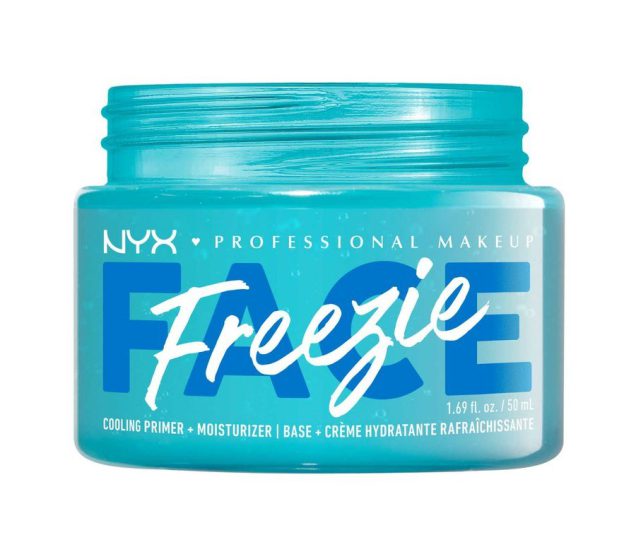 NYX ♥ PROFESSIONAL MAKEUP
FACE
Freezie
1.69 fl. oz. / 50 mL
COOLING PRIMER + MOISTURIZER | BASE + CRÈME HYDRATANTE RAFRAÎCHISSANTE